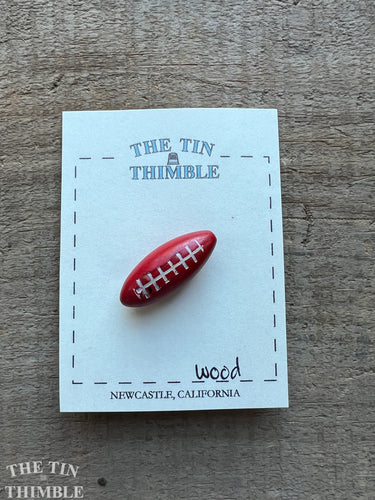 THE TIN
THIMBLE
wood
NEWCASTLE, CALIFORNIA
THE TIN
THIMBLE